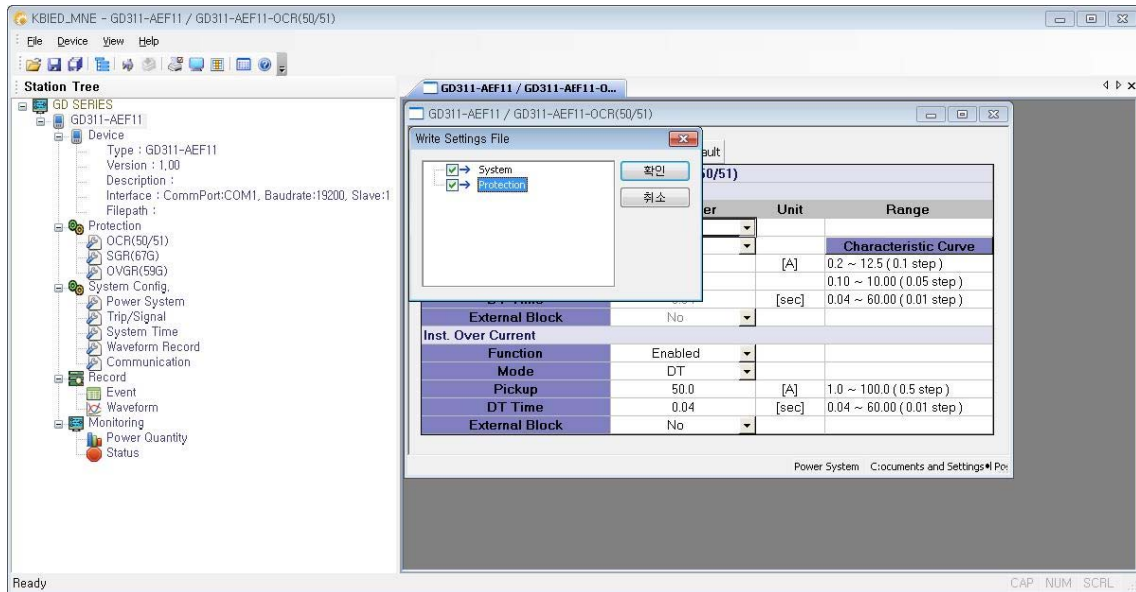 KBIED_MNE - GD311-AEF11 / GD311-AEF11-OCR(50/51)
File Device View Help
Station Tree
GD SERIES
GD311-AEF11
Device
Type : GD311-AEF11
Version : 1,00
Description :
Interface : CommPort:COM1, Baudrate:19200, Slave:1
Filepath :
Protection
OCR(50/51)
SGR(67G)
OVGR(59G)
System Config,
Power System
Trip/Signal
System Time
Waveform Record
Communication
Record
Event
Waveform
Monitoring
Power Quantity
Status
GD311-AEF11 / GD311-AEF11-O...
GD311-AEF11 / GD311-AEF11-OCR(50/51)
Write Settings File
System
Protection
확인
취소
ault
50/51)
er Unit Range
Characteristic Curve
[A] 0.2 ~ 12.5 ( 0.1 step )
0.10 ~ 10.00 ( 0.05 step )
[sec] 0.04 ~ 60.00 ( 0.01 step )
External Block No
Inst. Over Current
Function Enabled
Mode DT
Pickup 50.0 [A] 1.0 ~ 100.0 ( 0.5 step )
DT Time 0.04 [sec] 0.04 ~ 60.00 ( 0.01 step )
External Block No
Power System C:ocuments and Settings
Ready
CAP NUM SCRL